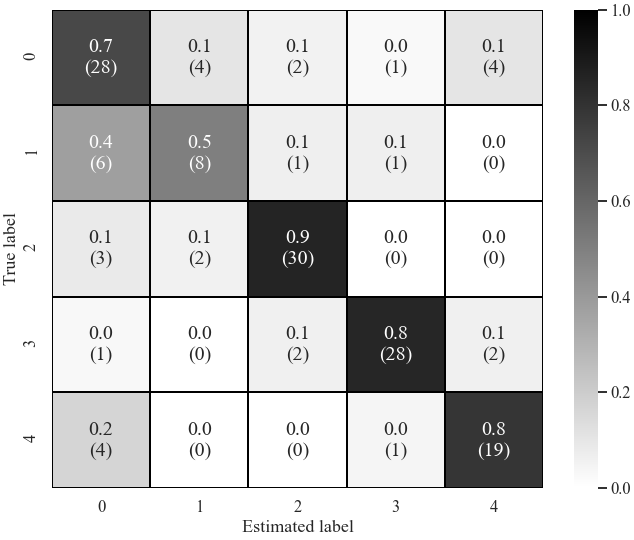 0 0.7 0.1 0.1 0.0 0.1
(28) (4) (2) (1) (4)
1 0.4 0.5 0.1 0.1 0.0
(6) (8) (1) (1) (0)
2 0.1 0.1 0.9 0.0 0.0
(3) (2) (30) (0) (0)
3 0.0 0.0 0.1 0.8 0.1
(1) (0) (2) (28) (2)
4 0.2 0.0 0.0 0.0 0.8
(4) (0) (0) (1) (19)
0 1 2 3 4
Estimated label
True label
1.0
0.8
0.6
0.4
0.2
0.0